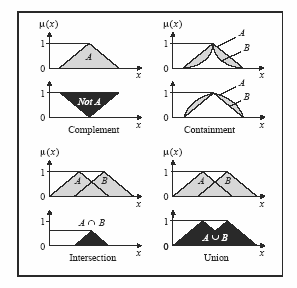 μ(x)
1
A
0
x
1
Not A
0
x
Complement
μ(x)
1
A
B
0
x
1
A
B
0
x
Containment
μ(x)
1
A
B
0
x
A ∩ B
1
0
x
Intersection
μ(x)
1
A
B
0
x
1
A ∪ B
0
x
Union